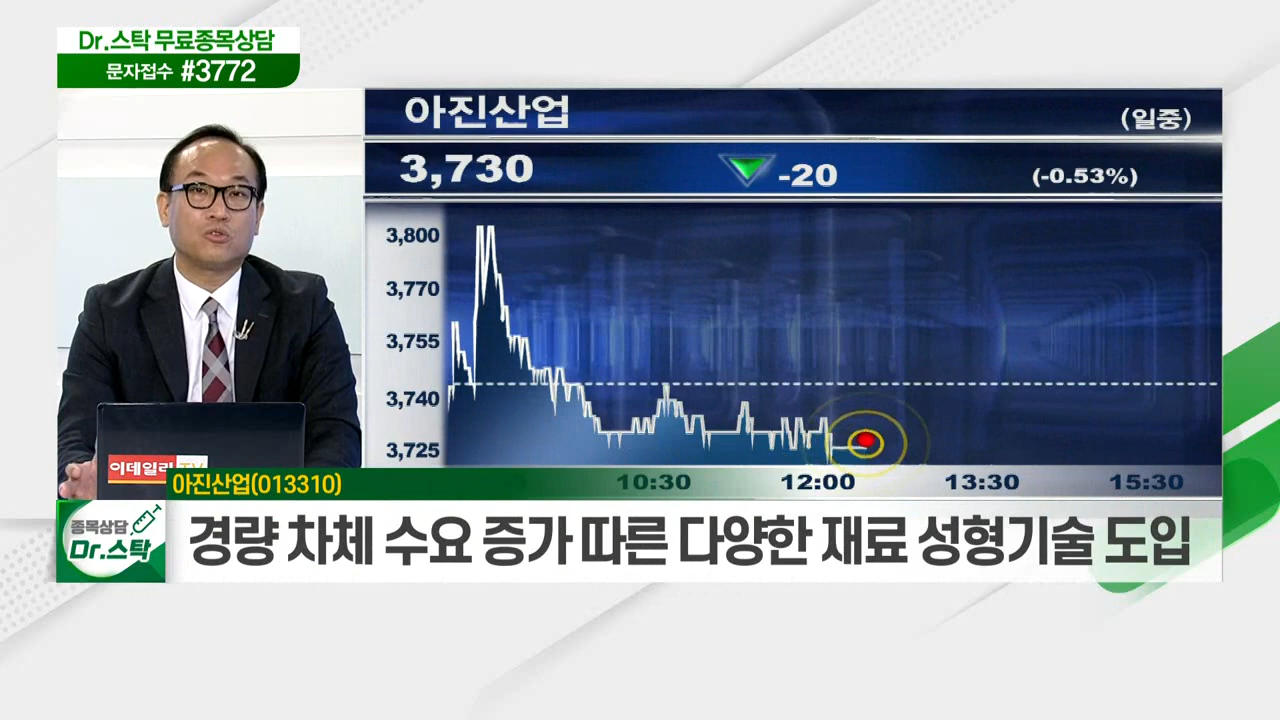 Dr.스탁 무료종목상담
문자접수 #3772
아진산업
(일중)
3,730
-20
(-0.53%)
3,800
3,770
3,755
3,740
3,725
10:30
12:00
13:30
15:30
이데일리 TV
아진산업(013310)
종목상담
Dr.스탁
경량 차체 수요 증가 따른 다양한 재료 성형기술 도입